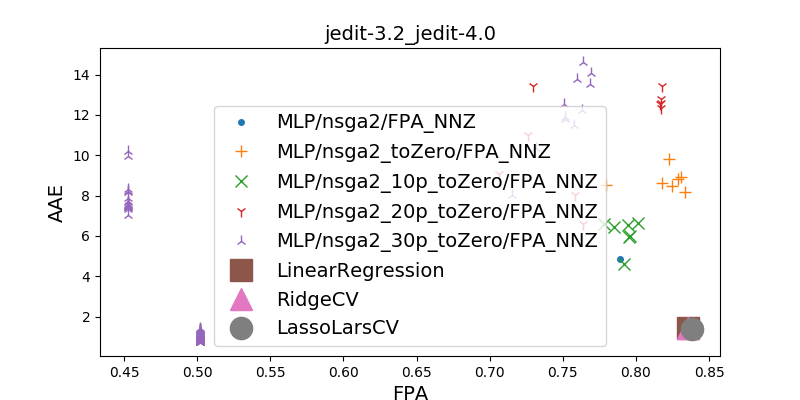 jedit-3.2_jedit-4.0
14
12
10
8
6
4
2
AAE
MLP/nsga2/FPA_NNZ
MLP/nsga2_toZero/FPA_NNZ
MLP/nsga2_10p_toZero/FPA_NNZ
MLP/nsga2_20p_toZero/FPA_NNZ
MLP/nsga2_30p_toZero/FPA_NNZ
LinearRegression
RidgeCV
LassoLarsCV
0.45 0.50 0.55 0.60 0.65 0.70 0.75 0.80 0.85
FPA